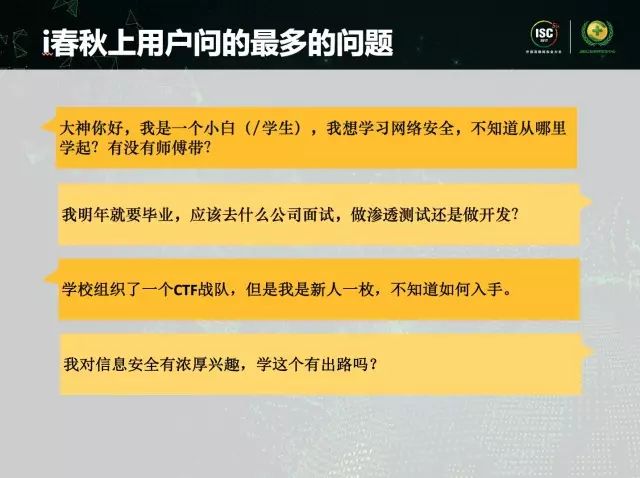 i春秋上用户问的最多的问题
ISC
大神你好，我是一个小白（/学生），我想学习网络安全，不知道从哪里
学起？有没有师傅带？
我明年就要毕业，应该去什么公司面试，做渗透测试还是做开发？
学校组织了一个CTF战队，但是我是新人一枚，不知道如何入手。
我对信息安全有浓厚兴趣，学这个有出路吗？